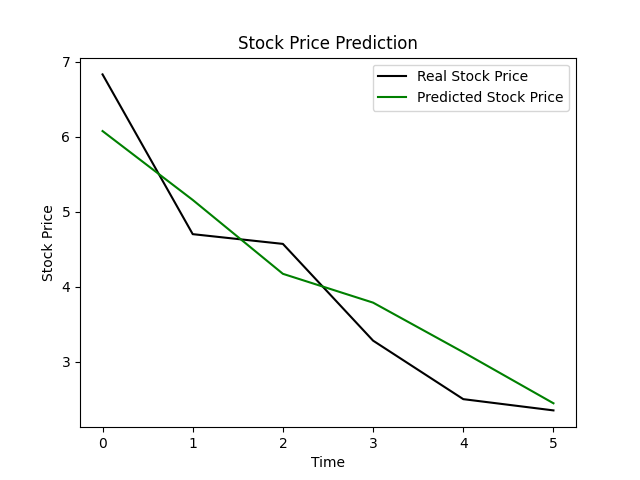 Stock Price Prediction
Real Stock Price
Predicted Stock Price
7
6
5
4
3
Stock Price
0 1 2 3 4 5
Time